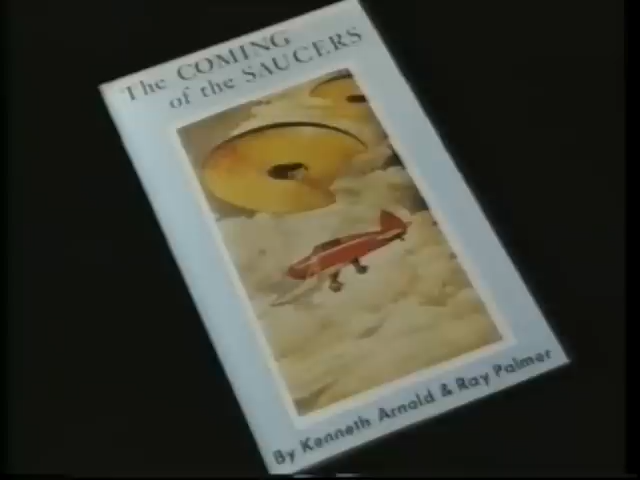 The COMING
of the SAUCERS
By Kenneth Arnold & Ray Palmer